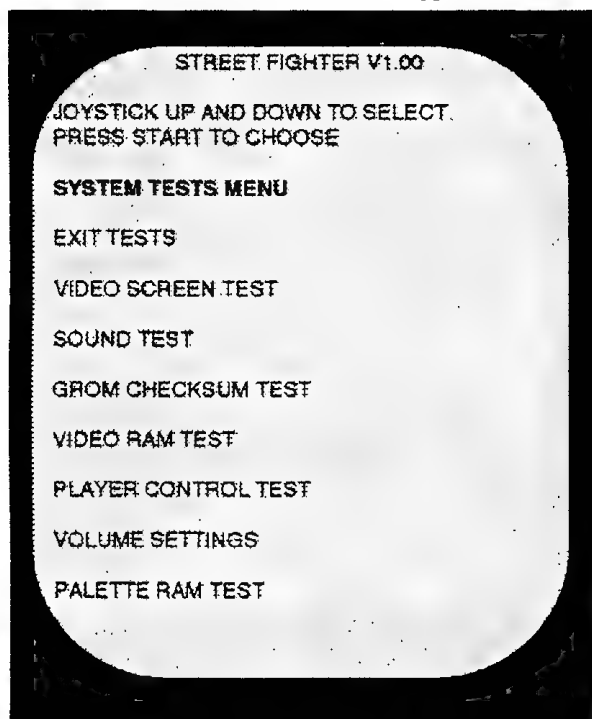 STREET FIGHTER V1.00
JOYSTICK UP AND DOWN TO SELECT.
PRESS START TO CHOOSE
SYSTEM TESTS MENU
EXIT TESTS
VIDEO SCREEN TEST
SOUND TEST
GROM CHECKSUM TEST
VIDEO RAM TEST
PLAYER CONTROL TEST
VOLUME SETTINGS
PALETTE RAM TEST